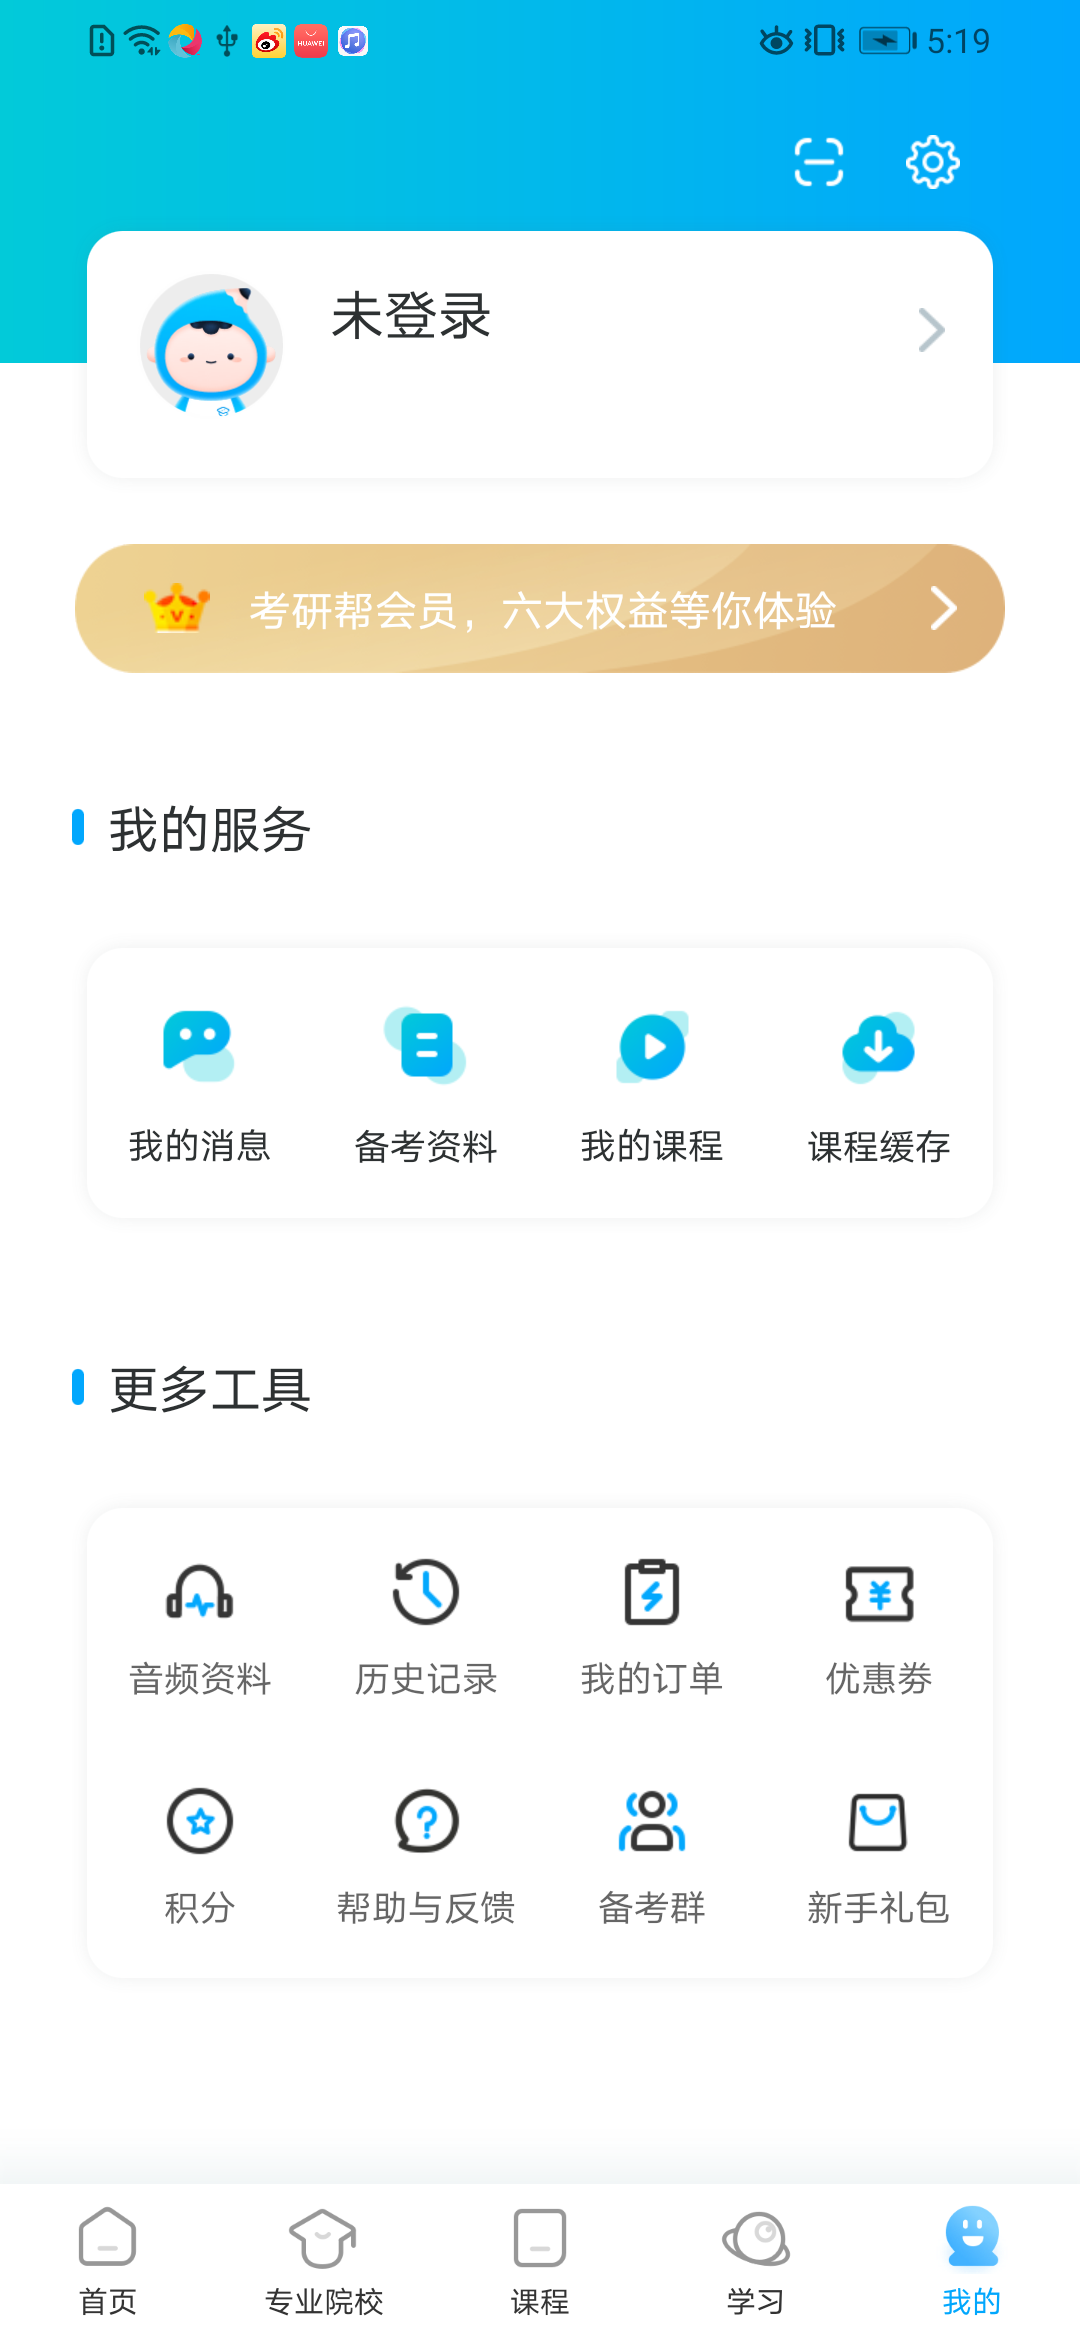 5:19
HUAWEI
未登录
考研帮会员，六大权益等你体验
我的服务
我的消息 备考资料 我的课程 课程缓存
更多工具
音频资料 历史记录 我的订单 优惠券
积分 帮助与反馈 备考群 新手礼包
首页 专业院校 课程 学习 我的